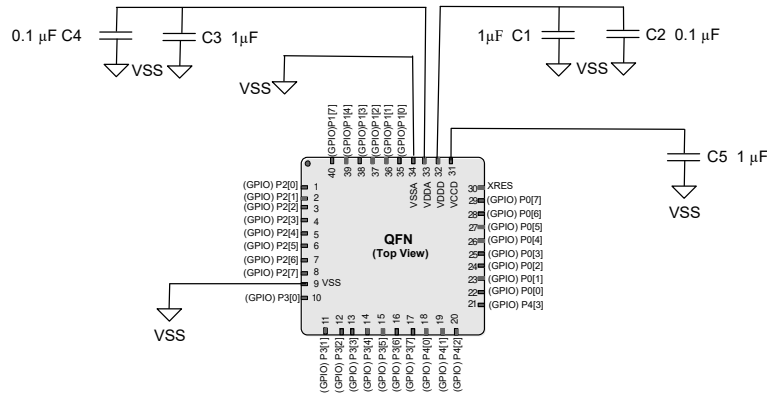 0.1 µF C4
C3 1µF
1µF C1
C2 0.1 µF
VSS
VSS
VSS
C5 1 µF
VSS
(GPIO)P1[7]
(GPIO)P1[4]
(GPIO)P1[3]
(GPIO)P1[2]
(GPIO)P1[1]
(GPIO)P1[0]
40
39
38
37
36
35
34
33
32
31
VSSA
VDDA
VDDD
VCCD
QFN
(Top View)
(GPIO) P2[0] 1
(GPIO) P2[1] 2
(GPIO) P2[2] 3
(GPIO) P2[3] 4
(GPIO) P2[4] 5
(GPIO) P2[5] 6
(GPIO) P2[6] 7
(GPIO) P2[7] 8
9 VSS
(GPIO) P3[0] 10
VSS
30 XRES
29 (GPIO) P0[7]
28 (GPIO) P0[6]
27 (GPIO) P0[5]
26 (GPIO) P0[4]
25 (GPIO) P0[3]
24 (GPIO) P0[2]
23 (GPIO) P0[1]
22 (GPIO) P0[0]
21 (GPIO) P4[3]
11
12
13
14
15
16
17
18
19
20
(GPIO) P3[1]
(GPIO) P3[2]
(GPIO) P3[3]
(GPIO) P3[4]
(GPIO) P3[5]
(GPIO) P3[6]
(GPIO) P3[7]
(GPIO) P4[0]
(GPIO) P4[1]
(GPIO) P4[2]